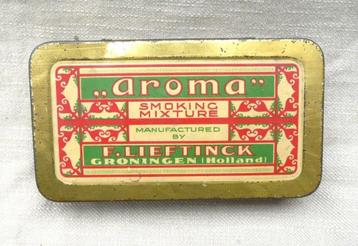 „aroma"
SMOKING
MIXTURE
MANUFACTURED
BY
F. LIEFTINCK
GRONINGEN (Holland)